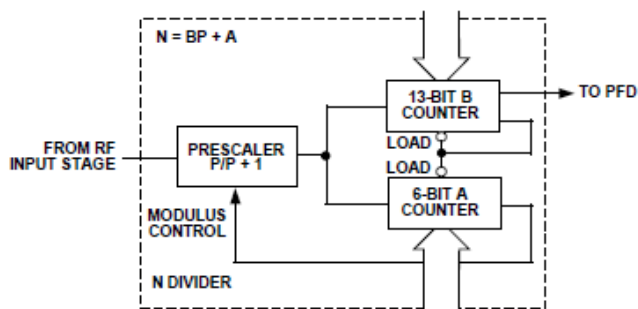 N = BP + A
13-BIT B
COUNTER
TO PFD
LOAD
FROM RF
INPUT STAGE
PRESCALER
P/P + 1
LOAD
6-BIT A
COUNTER
MODULUS
CONTROL
N DIVIDER